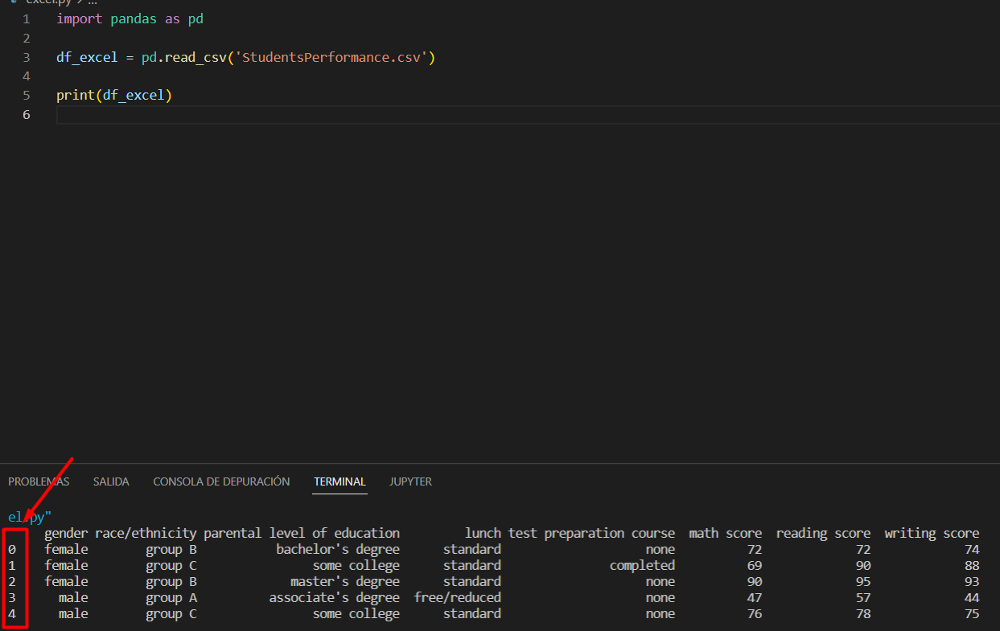 excel.py > ...
1 import pandas as pd
2
3 df_excel = pd.read_csv('StudentsPerformance.csv')
4
5 print(df_excel)
6
PROBLEMAS SALIDA CONSOLA DE DEPURACIÓN TERMINAL JUPYTER
el.py"
gender race/ethnicity parental level of education lunch test preparation course math score reading score writing score
0 female group B bachelor's degree standard none 72 72 74
1 female group C some college standard completed 69 90 88
2 female group B master's degree standard none 90 95 93
3 male group A associate's degree free/reduced none 47 57 44
4 male group C some college standard none 76 78 75